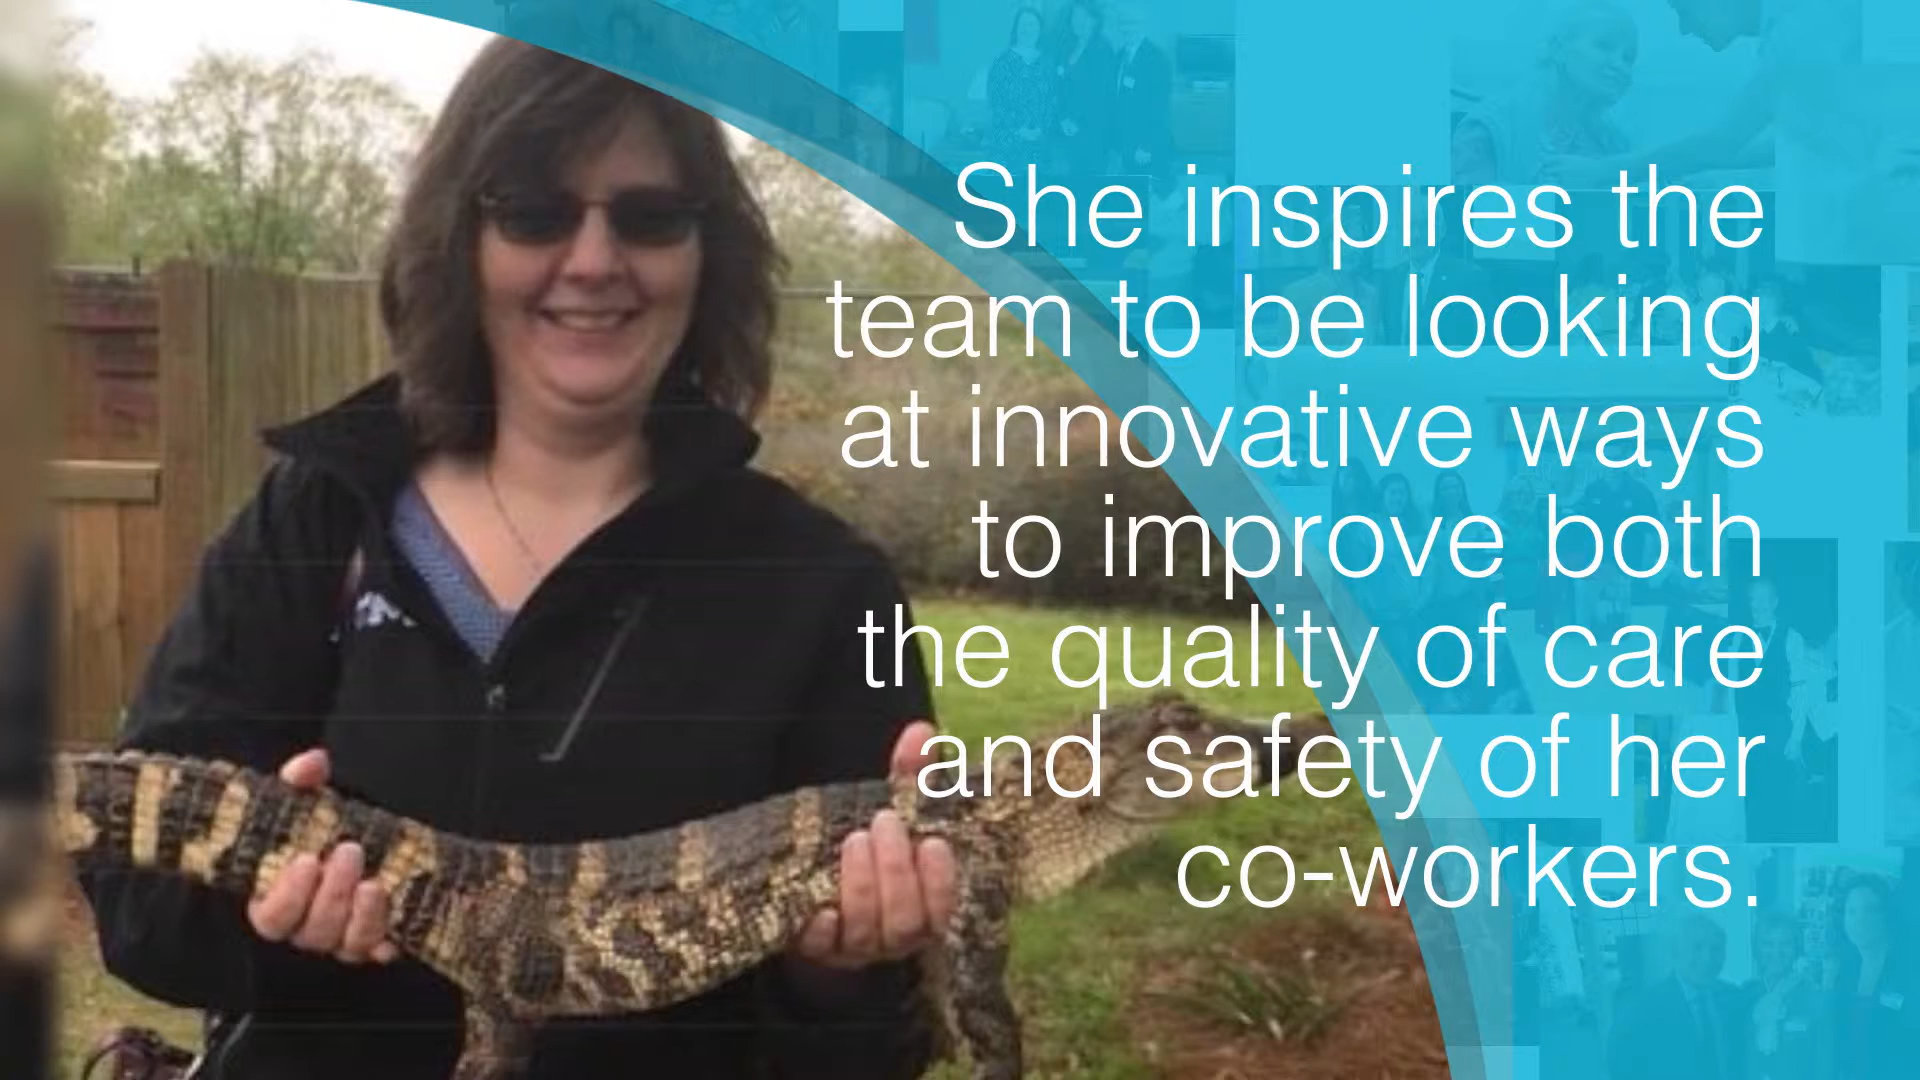 She inspires the
team to be looking
at innovative ways
to improve both
the quality of care
and safety of her
co-workers.